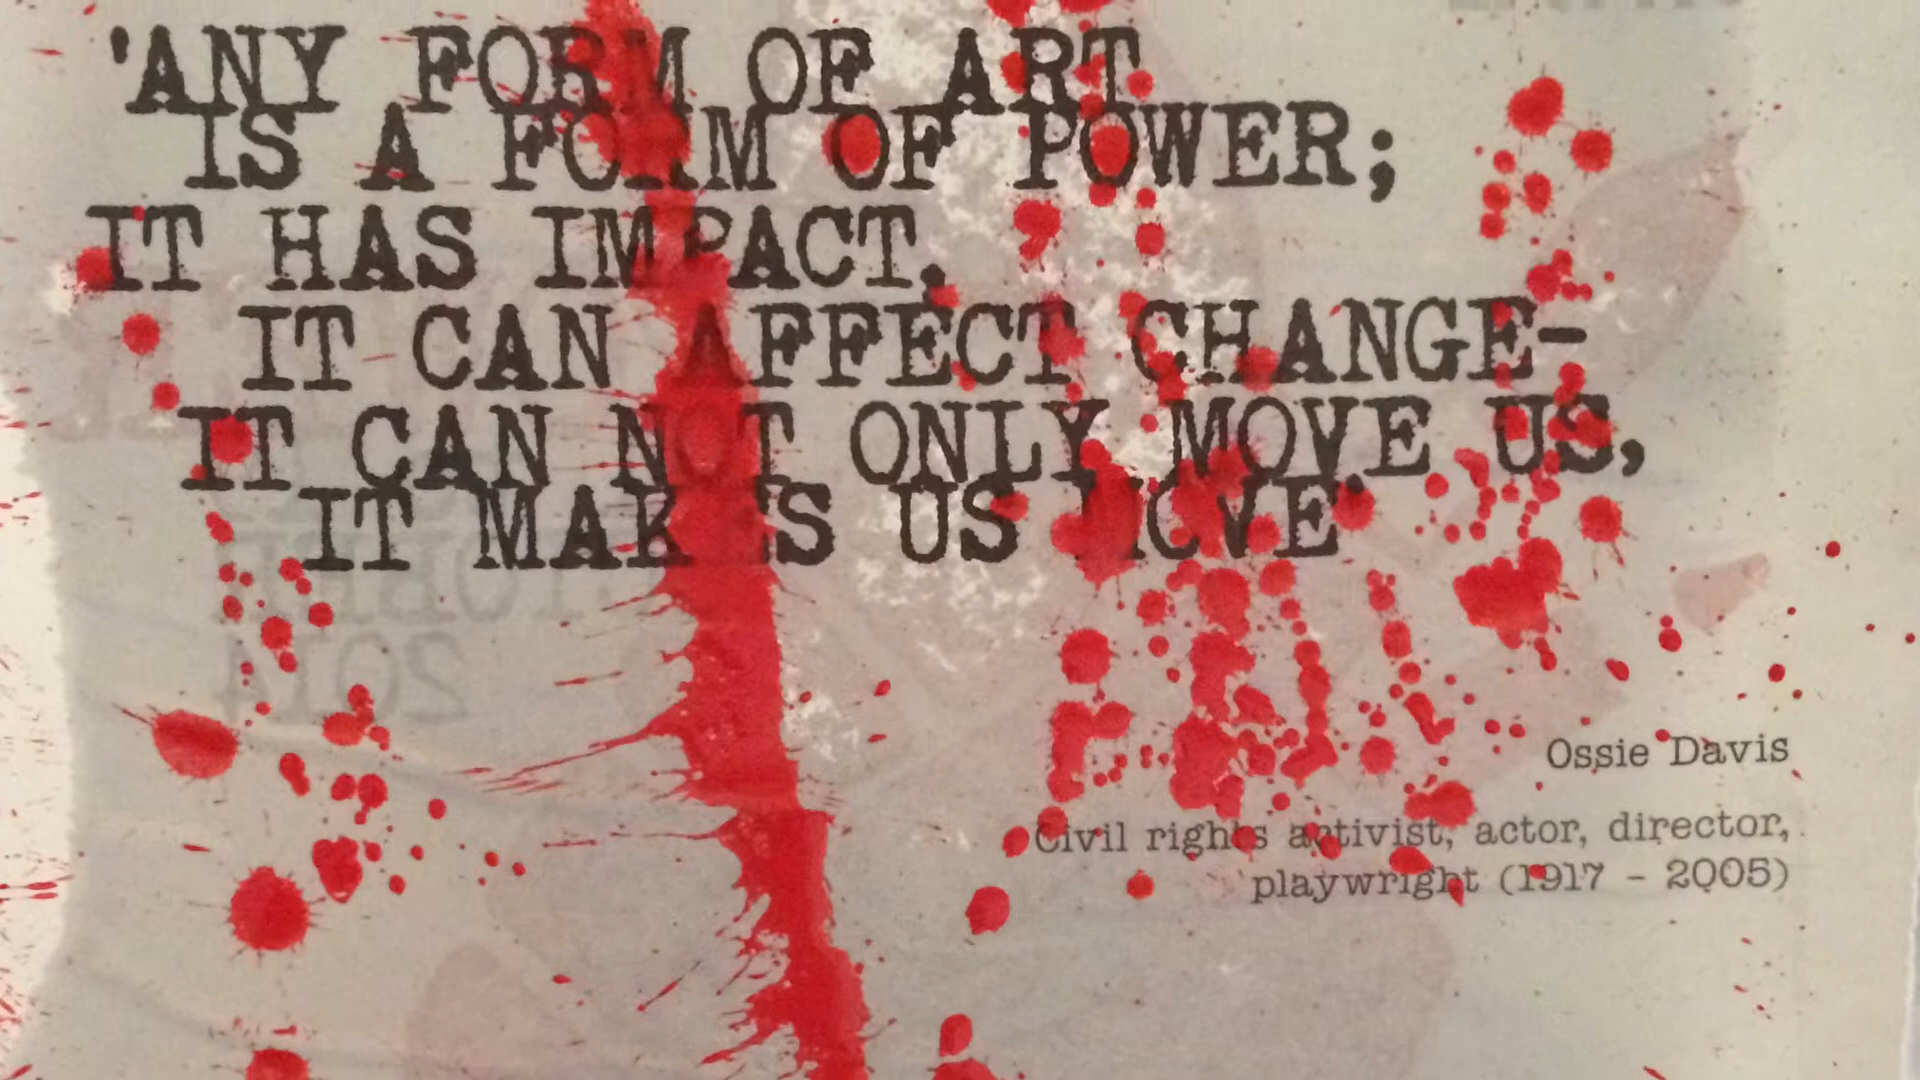 'ANY FORM OF ART
IS A FORM OF POWER;
IT HAS IMPACT.
IT CAN AFFECT CHANGE-
IT CAN NOT ONLY MOVE US,
IT MAKES US MOVE'
Ossie Davis
Civil rights activist, actor, director,
playwright (1917 - 2005)